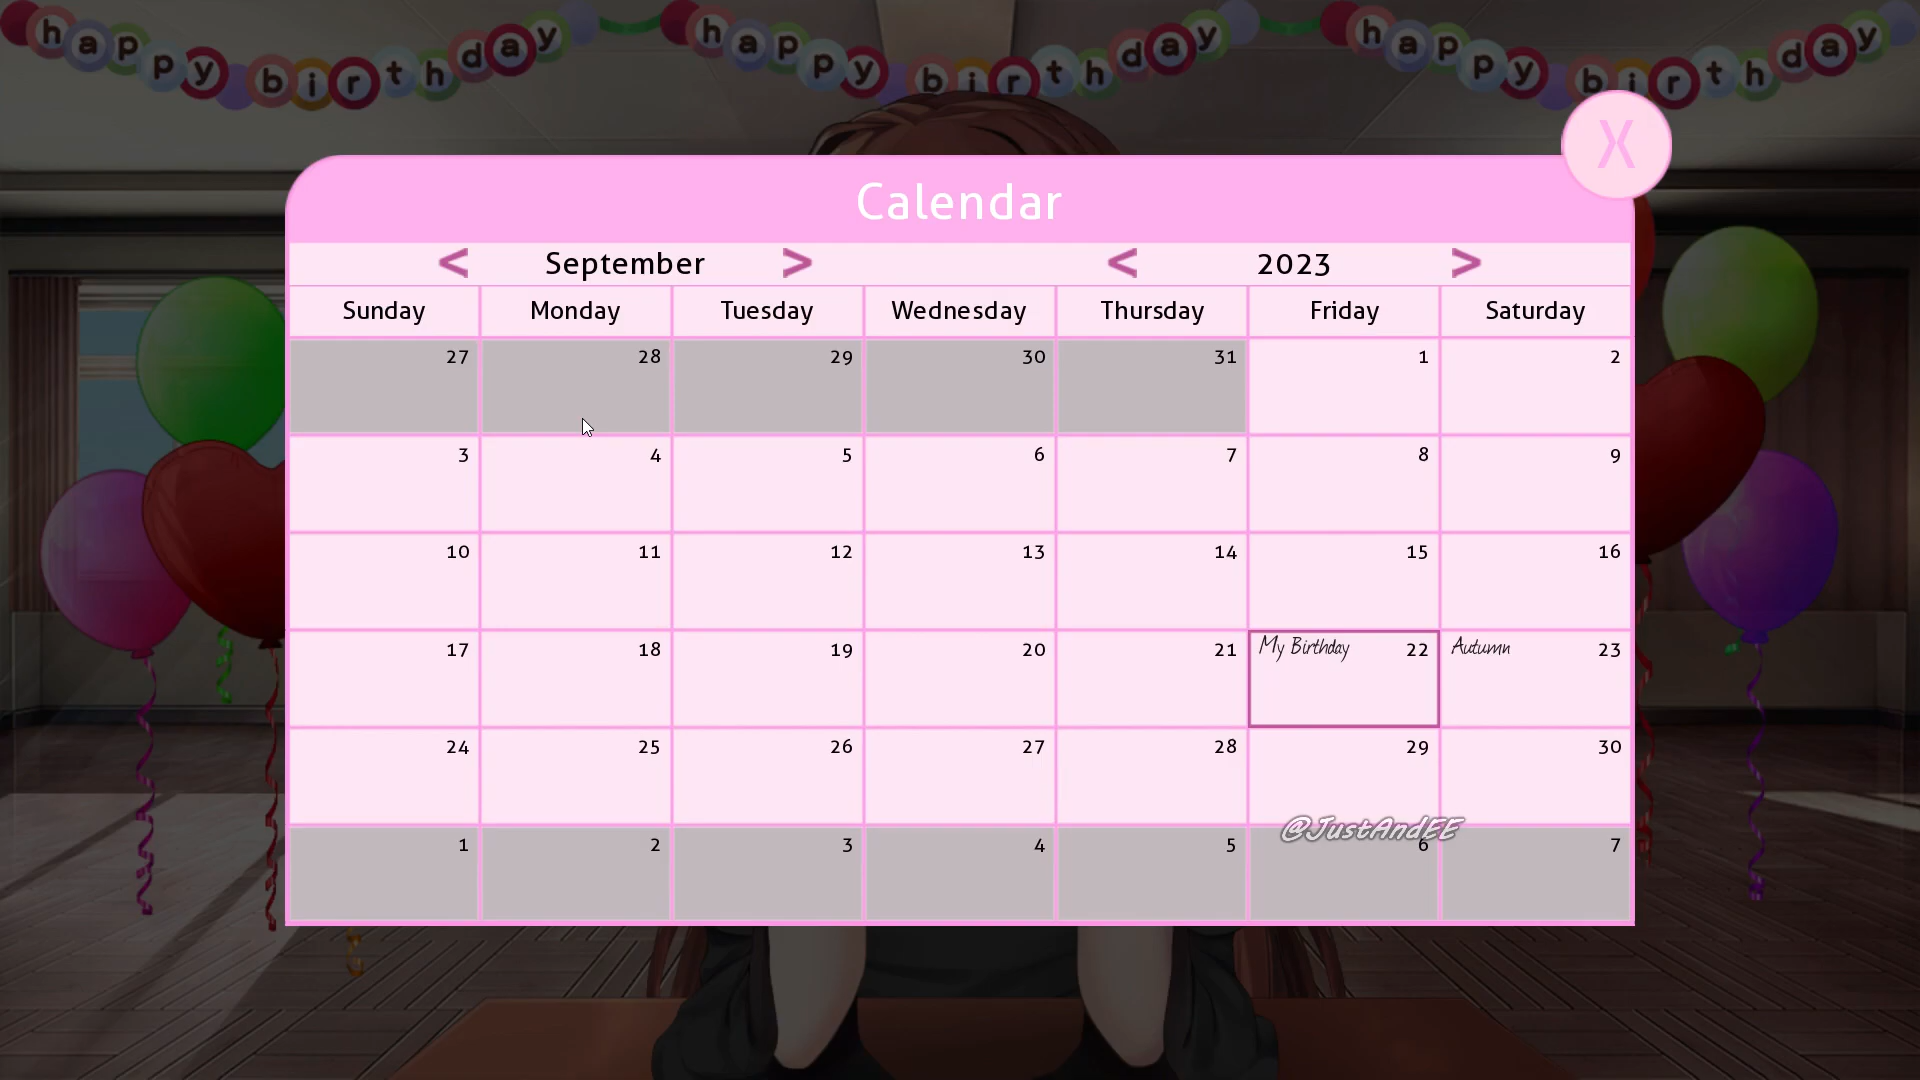 happy birthday happy birthday happy birthday
X
Calendar
< September > < 2023 >
Sunday Monday Tuesday Wednesday Thursday Friday Saturday
27 28 29 30 31 1 2
3 4 5 6 7 8 9
10 11 12 13 14 15 16
17 18 19 20 21 My Birthday 22 Autumn 23
24 25 26 27 28 29 30
@JustAndEE
1 2 3 4 5 6 7